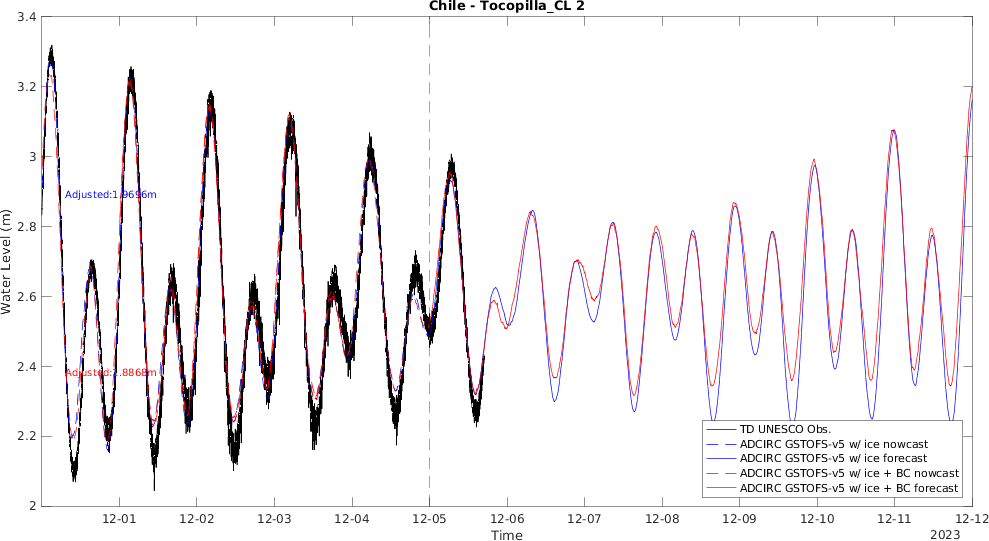 Chile - Tocopilla_CL 2
Water Level (m)
3.4
3.2
3
2.8
2.6
2.4
2.2
2
Adjusted:1.9696m
Adjusted:1.8868m
TD UNESCO Obs.
ADCIRC GSTOFS-v5 w/ ice nowcast
ADCIRC GSTOFS-v5 w/ ice forecast
ADCIRC GSTOFS-v5 w/ ice + BC nowcast
ADCIRC GSTOFS-v5 w/ ice + BC forecast
12-01 12-02 12-03 12-04 12-05 12-06 12-07 12-08 12-09 12-10 12-11 12-12
Time
2023